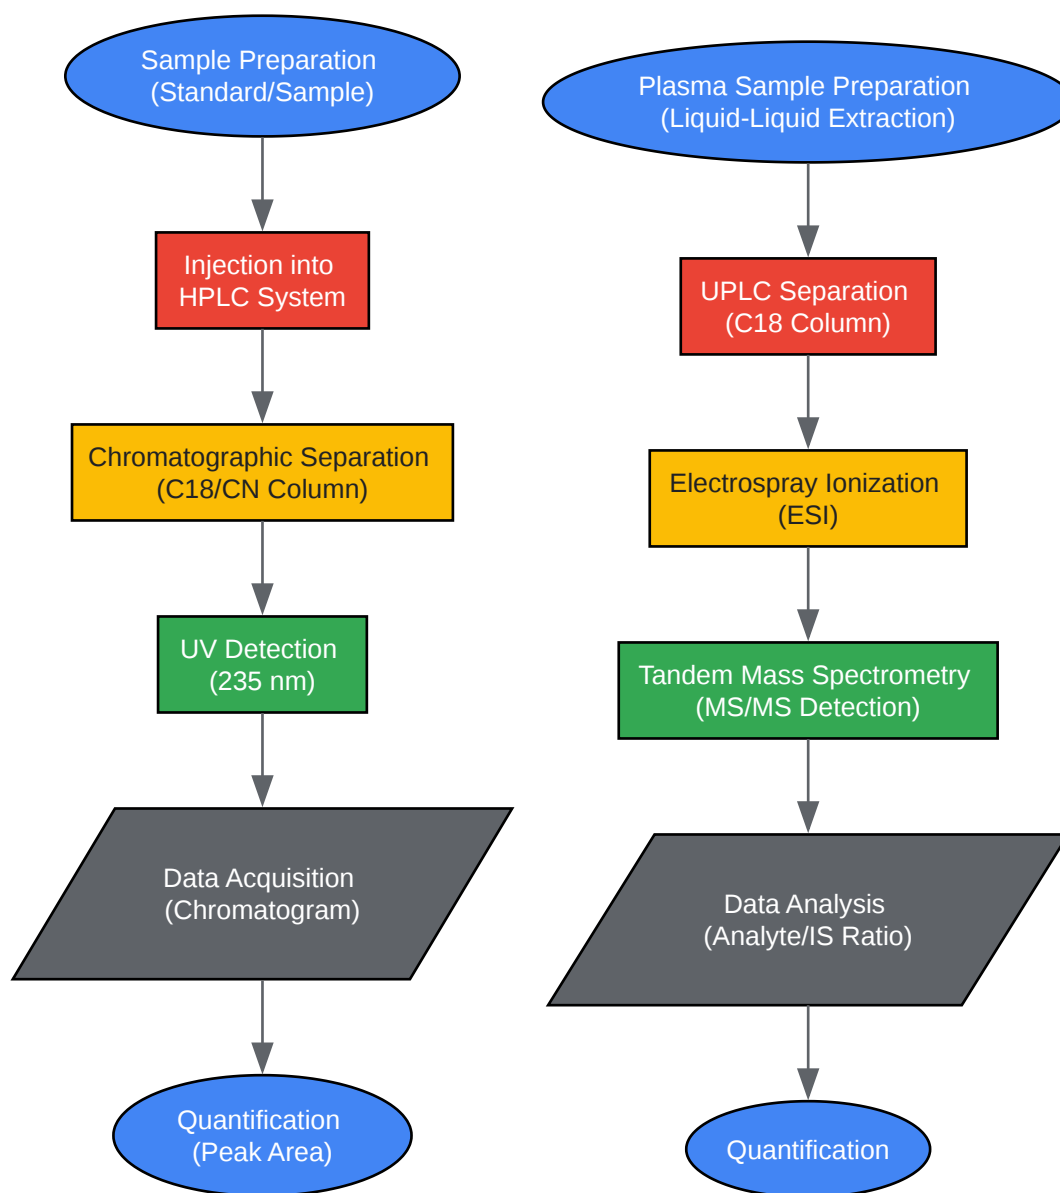 Sample Preparation
(Standard/Sample)
Injection into
HPLC System
Chromatographic Separation
(C18/CN Column)
UV Detection
(235 nm)
Data Acquisition
(Chromatogram)
Quantification
(Peak Area)
Plasma Sample Preparation
(Liquid-Liquid Extraction)
UPLC Separation
(C18 Column)
Electrospray Ionization
(ESI)
Tandem Mass Spectrometry
(MS/MS Detection)
Data Analysis
(Analyte/IS Ratio)
Quantification